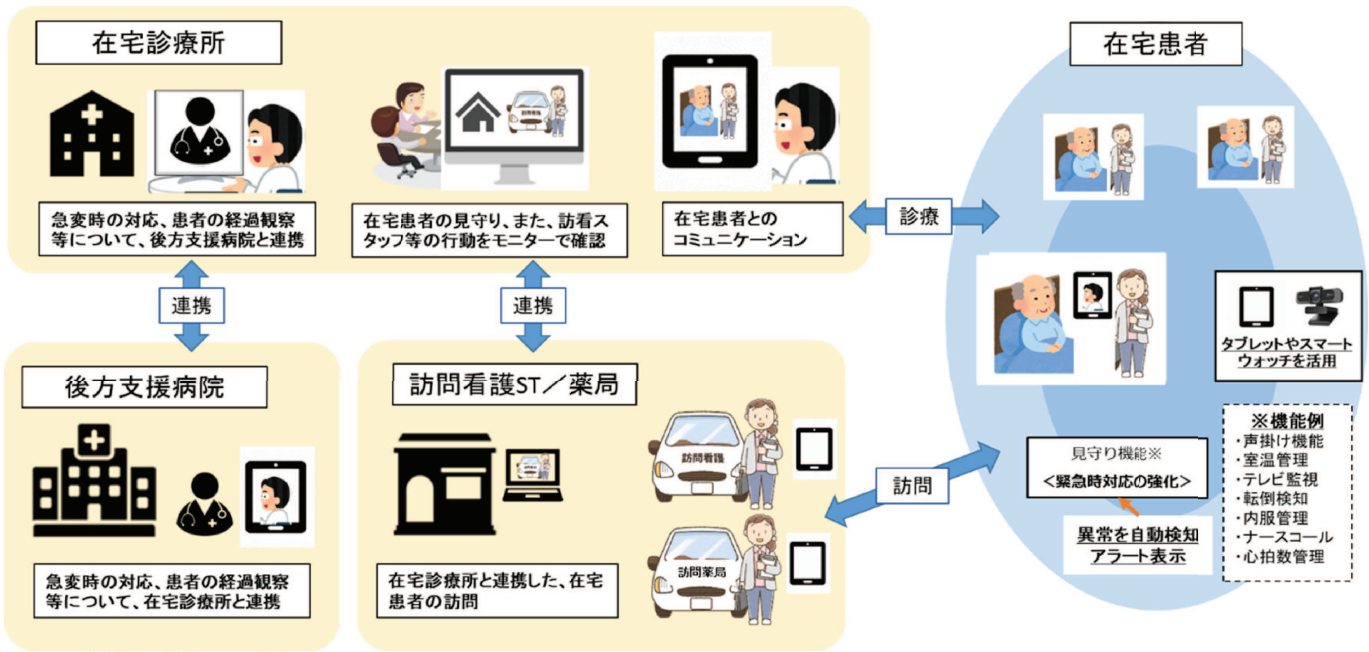 在宅診療所
訪問看護
急変時の対応、患者の経過観察
等について、後方支援病院と連携
在宅患者の見守り、また、訪看ス
タッフ等の行動をモニターで確認
在宅患者との
コミュニケーション
連携
連携
診療
後方支援病院
急変時の対応、患者の経過観察
等について、在宅診療所と連携
訪問看護ST／薬局
訪問看護
訪問薬局
在宅診療所と連携した、在宅
患者の訪問
訪問
在宅患者
タブレットやスマート
ウォッチを活用
見守り機能※
＜緊急時対応の強化＞
異常を自動検知
アラート表示
※機能例
・声掛け機能
・室温管理
・テレビ監視
・転倒検知
・内服管理
・ナースコール
・心拍数管理